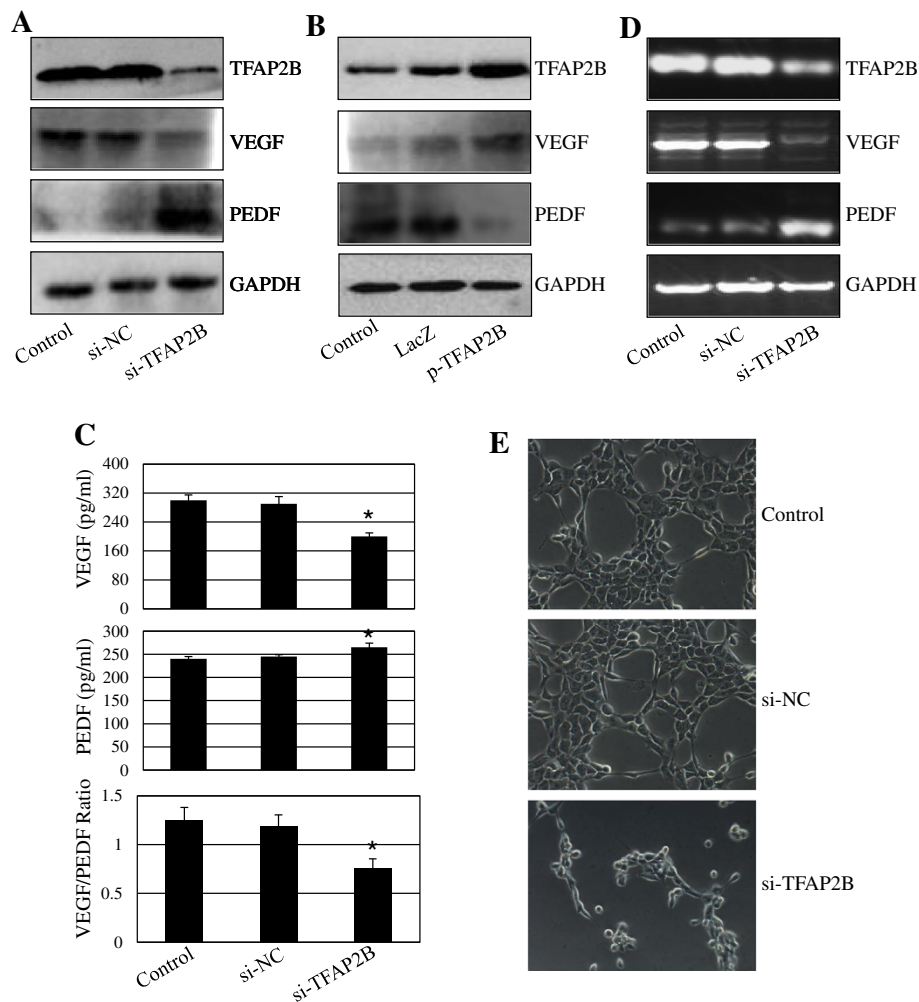 A
TFAP2B
VEGF
PEDF
GAPDH
Control
si-NC
si-TFAP2B
B
TFAP2B
VEGF
PEDF
GAPDH
Control
LacZ
p-TFAP2B
D
TFAP2B
VEGF
PEDF
GAPDH
Control
si-NC
si-TFAP2B
C
VEGF (pg/ml)
400
320
240
160
80
0
*
PEDF (pg/ml)
300
250
200
150
100
50
0
*
VEGF/PEDF Ratio
1.5
1
0.5
0
*
Control
si-NC
si-TFAP2B
E
Control
si-NC
si-TFAP2B